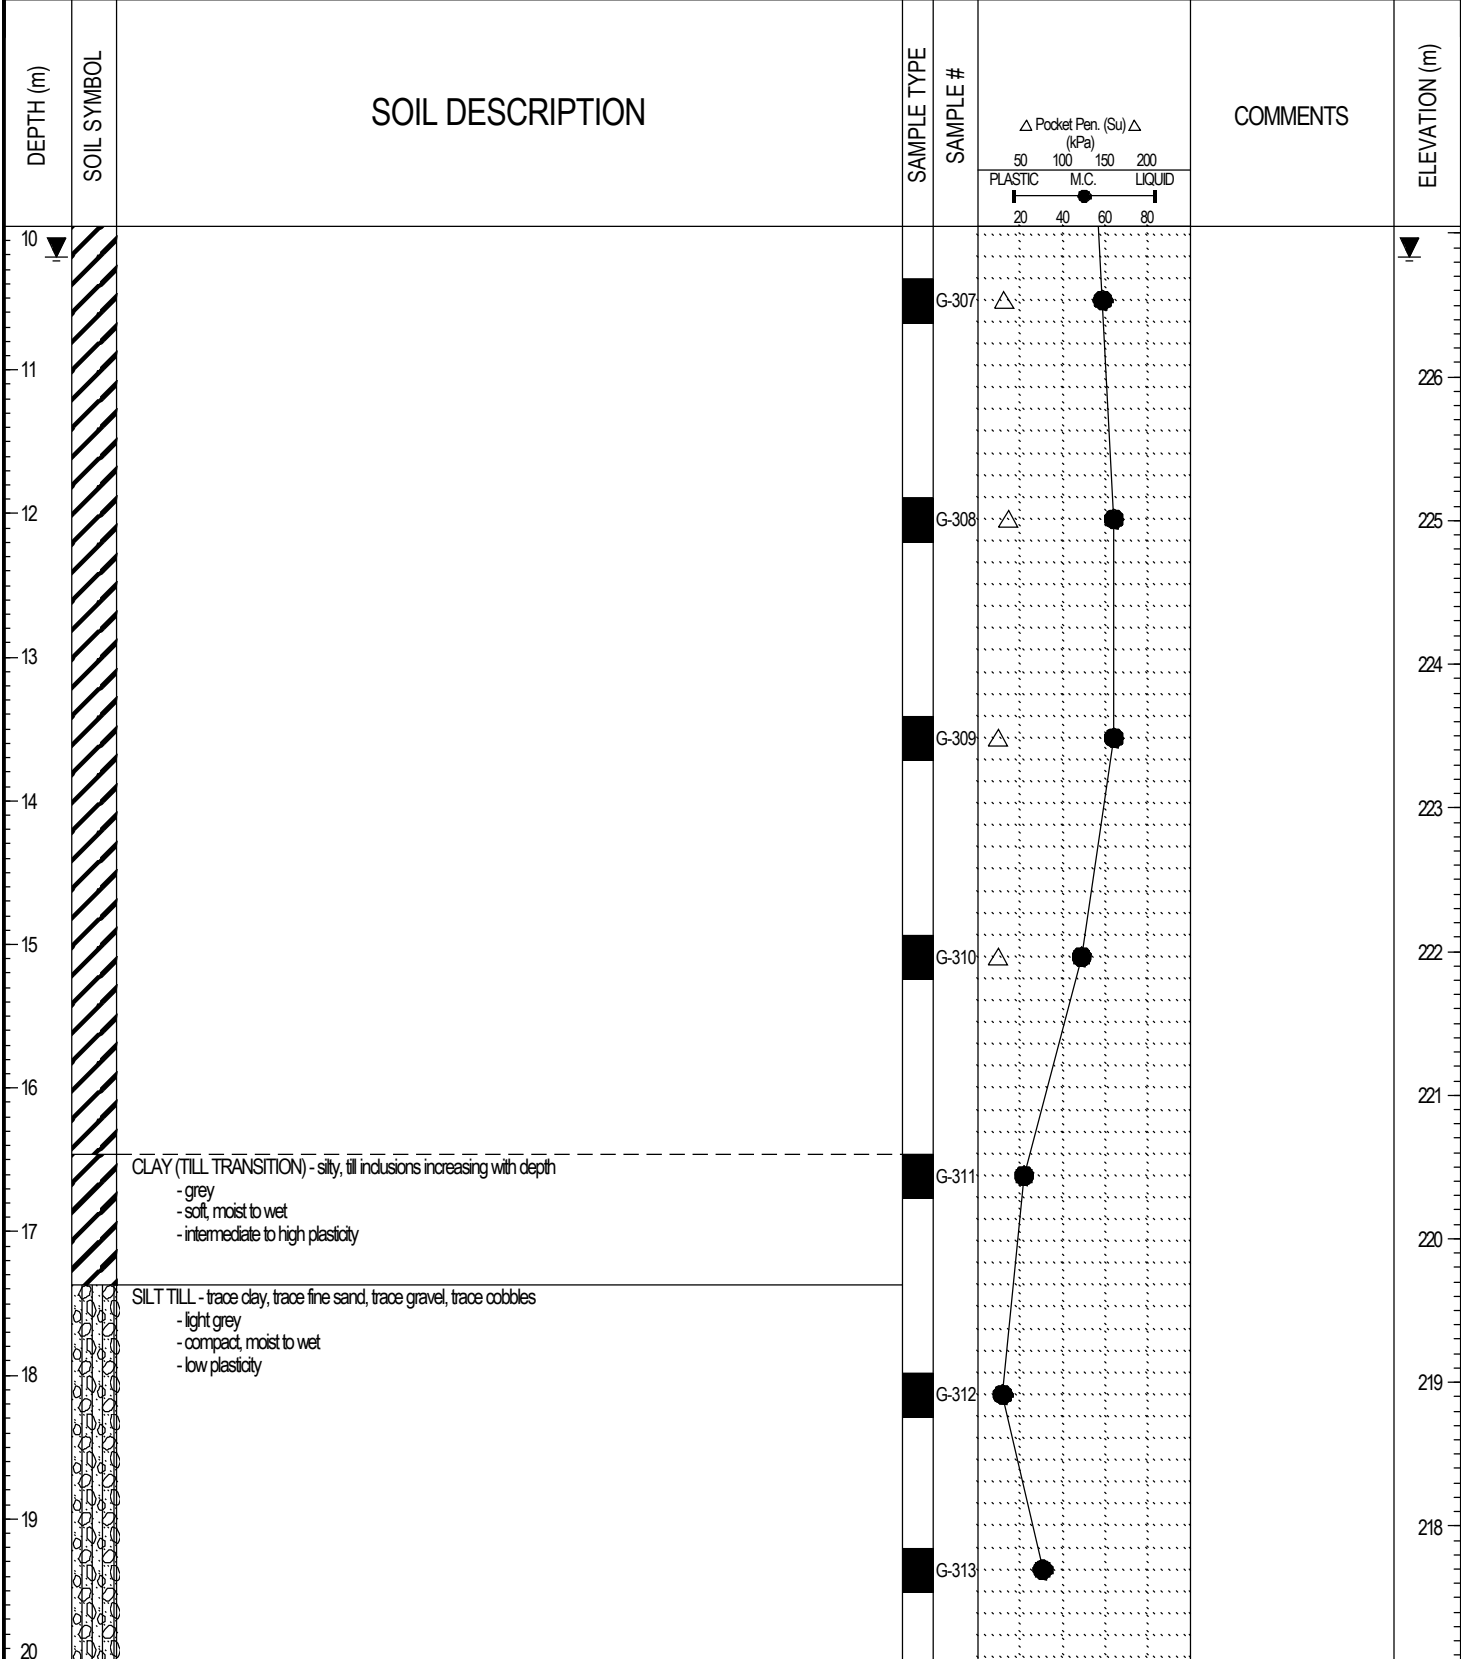 DEPTH (m)
SOIL SYMBOL
SOIL DESCRIPTION
SAMPLE TYPE
SAMPLE #
△ Pocket Pen. (Su) △
(kPa)
50 100 150 200
PLASTIC M.C. LIQUID
20 40 60 80
COMMENTS
ELEVATION (m)
10
G-307
11
226
12
G-308
225
13
224
G-309
14
223
15
G-310
222
16
221
CLAY (TILL TRANSITION) - silty, till inclusions increasing with depth
G-311
- grey
- soft, moist to wet
- intermediate to high plasticity
17
220
SILT TILL - trace clay, trace fine sand, trace gravel, trace cobbles
- light grey
- compact, moist to wet
- low plasticity
18
219
G-312
19
218
G-313
20